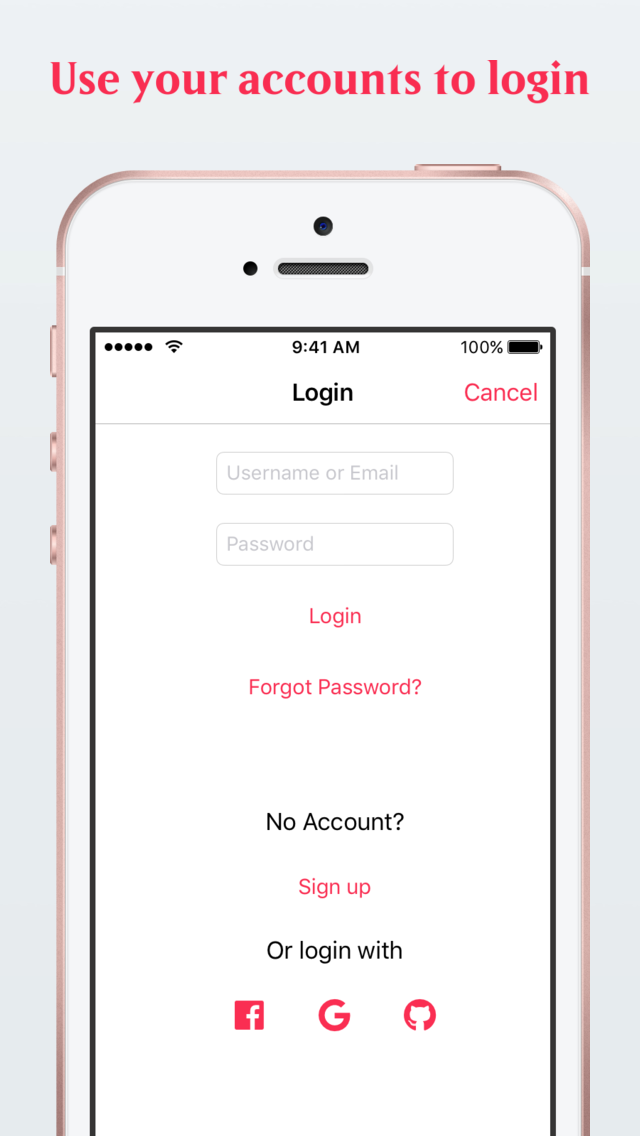 Use your accounts to login
9:41 AM
100%
Login
Cancel
Username or Email
Password
Login
Forgot Password?
No Account?
Sign up
Or login with